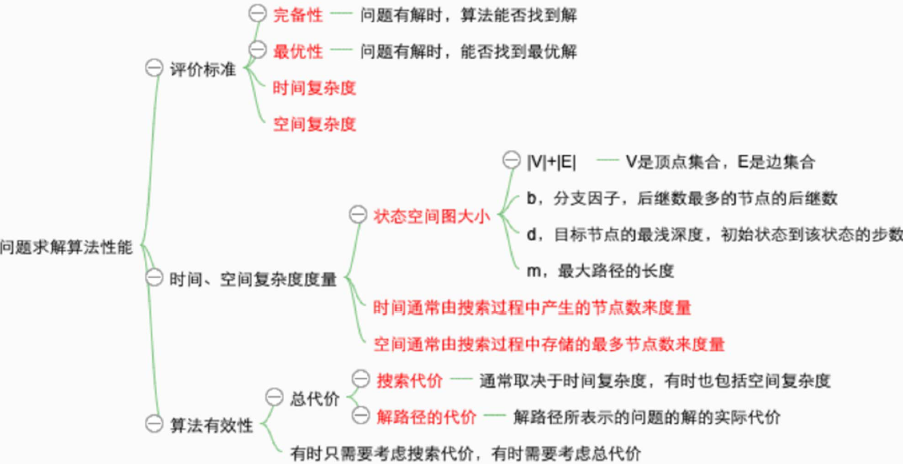 完备性
问题有解时，算法能否找到解
最优性
问题有解时，能否找到最优解
评价标准
时间复杂度
空间复杂度
|V|+|E|
V是顶点集合，E是边集合
b，分支因子，后继数最多的节点的后继数
状态空间图大小
d，目标节点的最浅深度，初始状态到该状态的步数
问题求解算法性能
m，最大路径的长度
时间、空间复杂度度量
时间通常由搜索过程中产生的节点数来度量
空间通常由搜索过程中存储的最多节点数来度量
搜索代价
通常取决于时间复杂度，有时也包括空间复杂度
总代价
解路径的代价
解路径所表示的问题的解的实际代价
算法有效性
有时只需要考虑搜索代价，有时需要考虑总代价